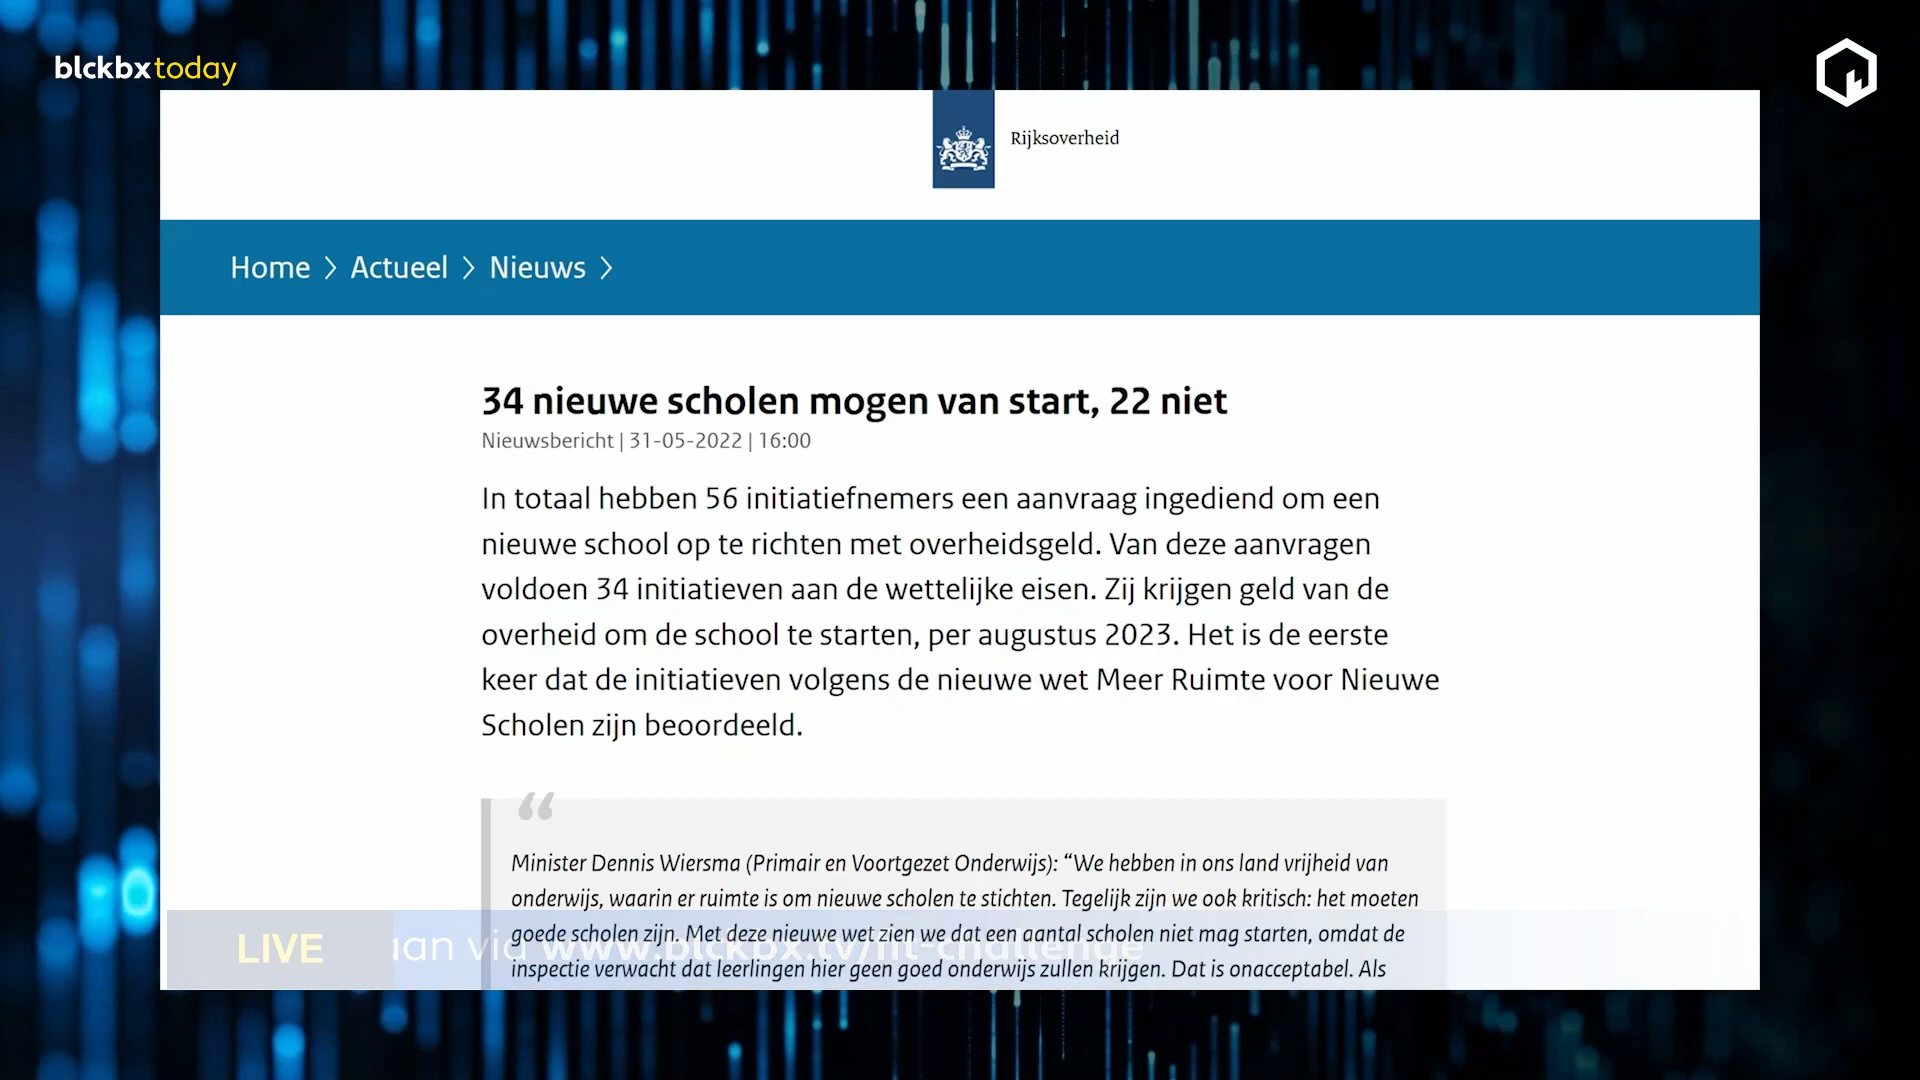 blckbxtoday
Rijksoverheid
Home > Actueel > Nieuws >
34 nieuwe scholen mogen van start, 22 niet
Nieuwsbericht | 31-05-2022 | 16:00
In totaal hebben 56 initiatiefnemers een aanvraag ingediend om een
nieuwe school op te richten met overheidsgeld. Van deze aanvragen
voldoen 34 initiatieven aan de wettelijke eisen. Zij krijgen geld van de
overheid om de school te starten, per augustus 2023. Het is de eerste
keer dat de initiatieven volgens de nieuwe wet Meer Ruimte voor Nieuwe
Scholen zijn beoordeeld.
“
Minister Dennis Wiersma (Primair en Voortgezet Onderwijs): “We hebben in ons land vrijheid van
onderwijs, waarin er ruimte is om nieuwe scholen te stichten. Tegelijk zijn we ook kritisch: het moeten
goede scholen zijn. Met deze nieuwe wet zien we dat een aantal scholen niet mag starten, omdat de
inspectie verwacht dat leerlingen hier geen goed onderwijs zullen krijgen. Dat is onacceptabel. Als
LIVE
aan via www.blckbx.tv/fit-challenge